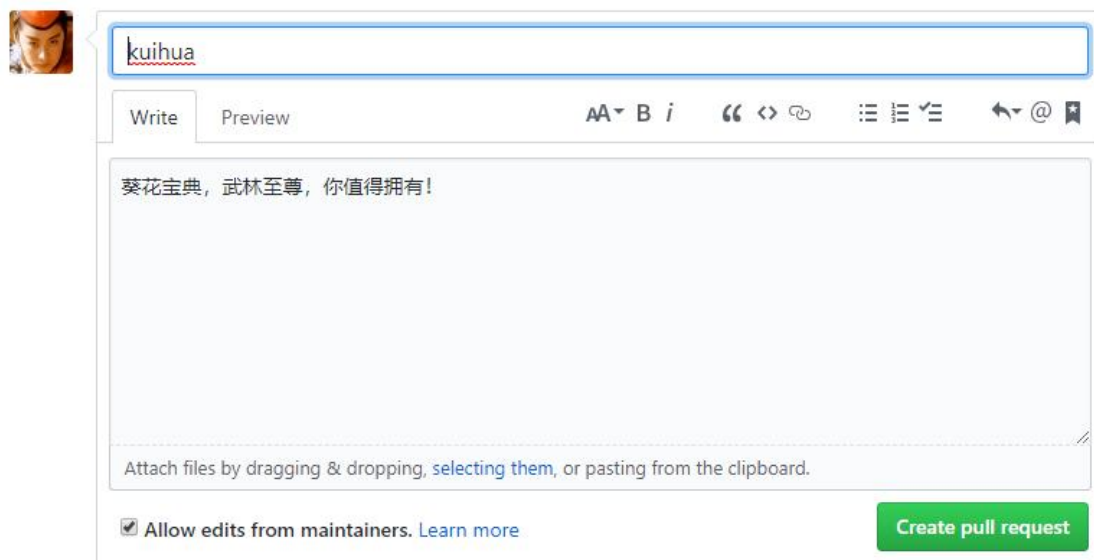 kuihua
Write Preview AA B i
葵花宝典，武林至尊，你值得拥有！
Attach files by dragging & dropping, selecting them, or pasting from the clipboard.
Allow edits from maintainers. Learn more
Create pull request